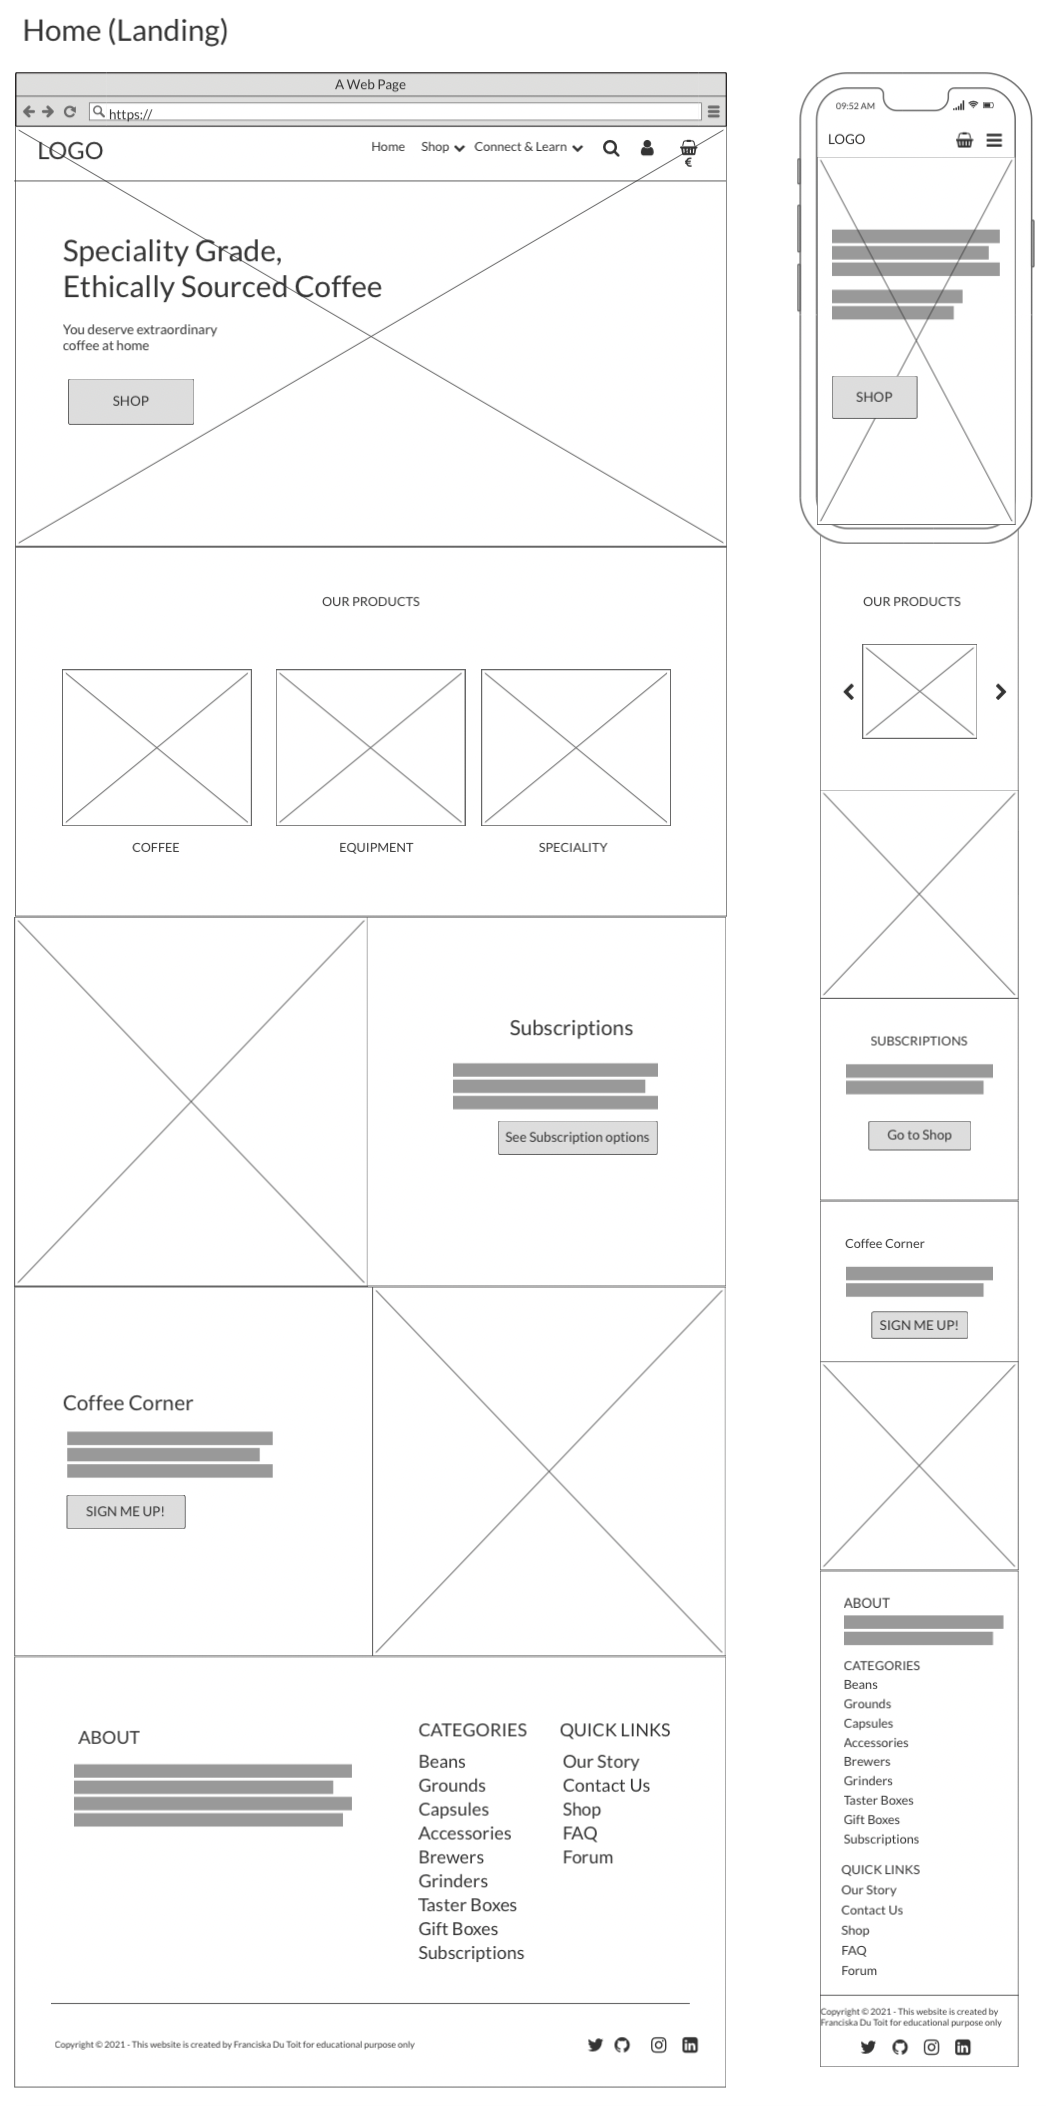 Home (Landing)
A Web Page
https://
LOGO
Home Shop Connect & Learn
€
Speciality Grade,
Ethically Sourced Coffee
You deserve extraordinary
coffee at home
SHOP
OUR PRODUCTS
COFFEE
EQUIPMENT
SPECIALITY
Subscriptions
See Subscription options
Coffee Corner
SIGN ME UP!
ABOUT
CATEGORIES
Beans
Grounds
Capsules
Accessories
Brewers
Grinders
Taster Boxes
Gift Boxes
Subscriptions
QUICK LINKS
Our Story
Contact Us
Shop
FAQ
Forum
Copyright © 2021 - This website is created by Franciska Du Toit for educational purpose only
09:52 AM
LOGO
SHOP
OUR PRODUCTS
SUBSCRIPTIONS
Go to Shop
Coffee Corner
SIGN ME UP!
ABOUT
CATEGORIES
Beans
Grounds
Capsules
Accessories
Brewers
Grinders
Taster Boxes
Gift Boxes
Subscriptions
QUICK LINKS
Our Story
Contact Us
Shop
FAQ
Forum
Copyright © 2021 - This website is created by
Franciska Du Toit for educational purpose only